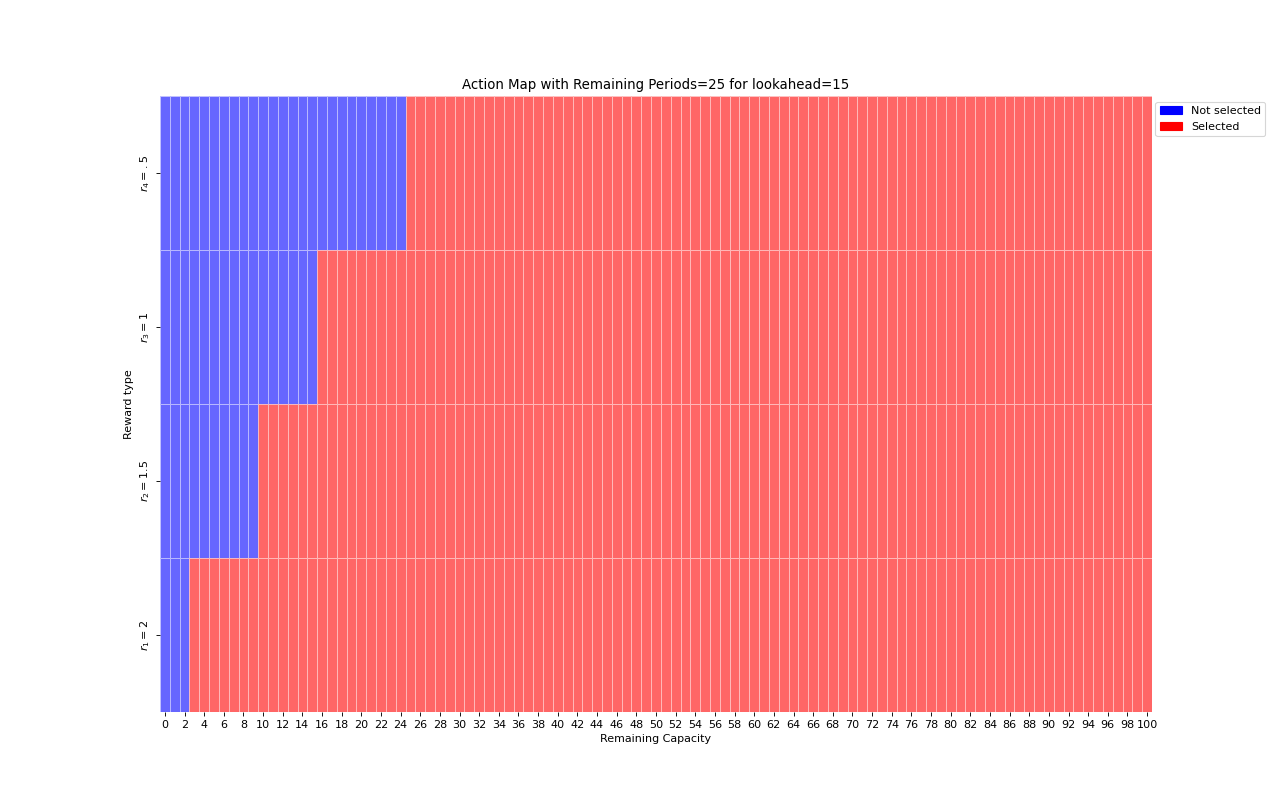 Action Map with Remaining Periods=25 for lookahead=15
Not selected
Selected
Reward type
r₄ = .5
r₃ = 1
r₂ = 1.5
r₁ = 2
0 2 4 6 8 10 12 14 16 18 20 22 24 26 28 30 32 34 36 38 40 42 44 46 48 50 52 54 56 58 60 62 64 66 68 70 72 74 76 78 80 82 84 86 88 90 92 94 96 98 100
Remaining Capacity